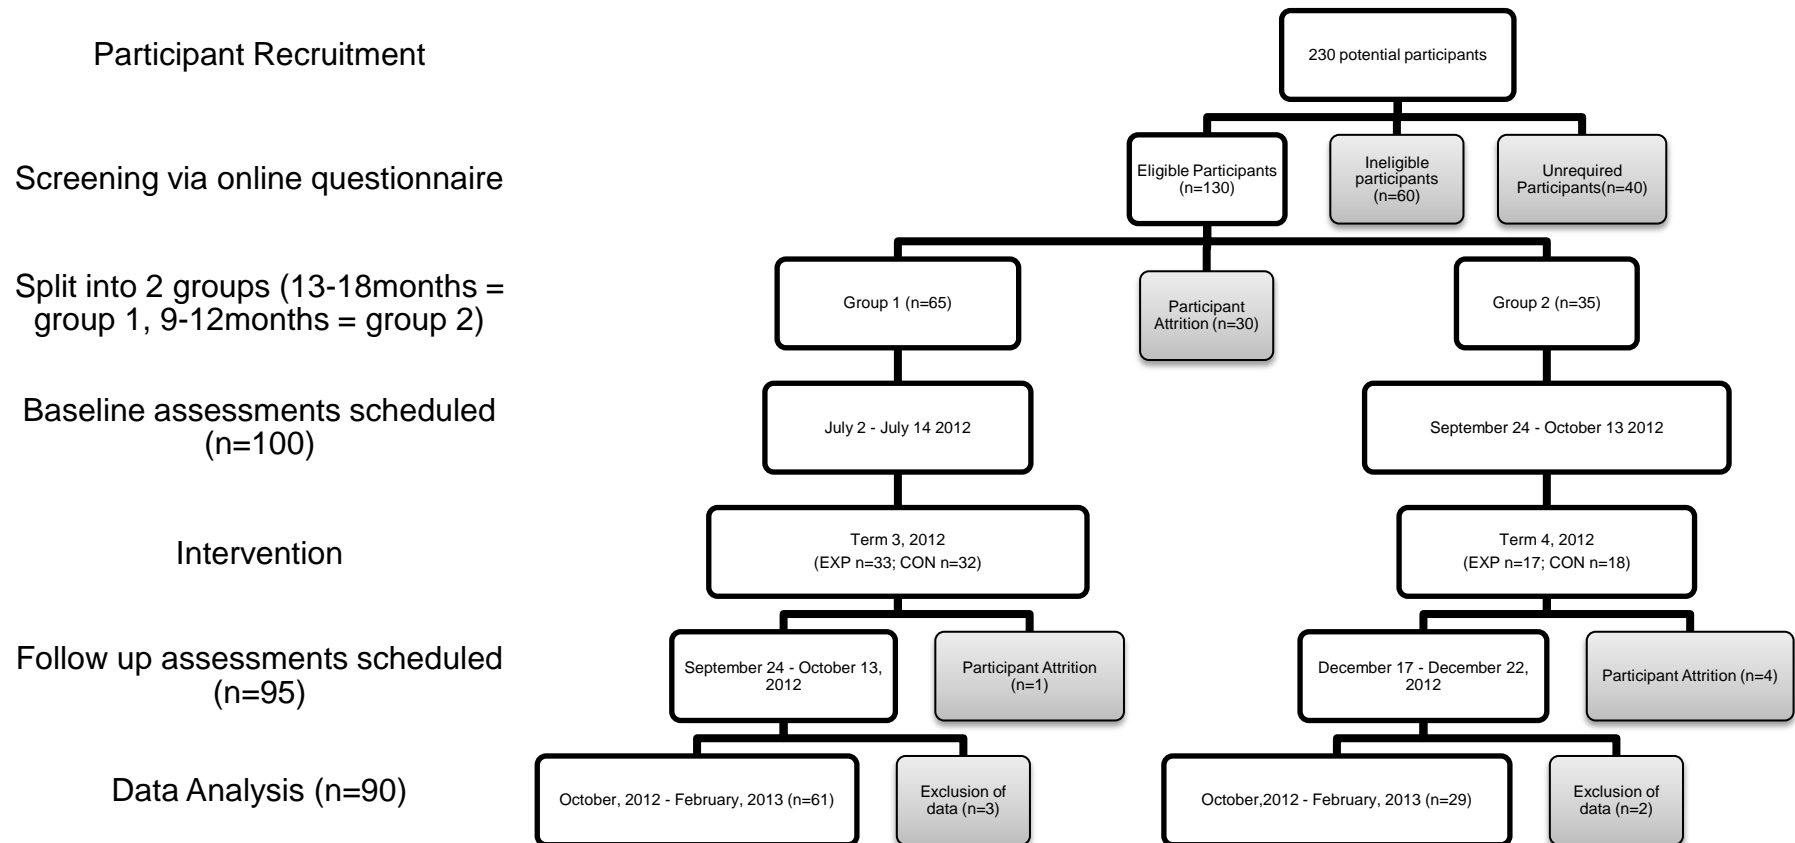 Participant Recruitment
230 potential participants
Screening via online questionnaire
Eligible Participants
(n=130)
Ineligible
participants
(n=60)
Unrequired
Participants(n=40)
Split into 2 groups (13-18months =
group 1, 9-12months = group 2)
Group 1 (n=65)
Participant
Attrition (n=30)
Group 2 (n=35)
Baseline assessments scheduled
(n=100)
July 2 - July 14 2012
September 24 - October 13 2012
Intervention
Term 3, 2012
(EXP n=33; CON n=32)
Term 4, 2012
(EXP n=17; CON n=18)
Follow up assessments scheduled
(n=95)
September 24 - October 13,
2012
Participant Attrition
(n=1)
December 17 - December 22,
2012
Participant Attrition (n=4)
Data Analysis (n=90)
October, 2012 - February, 2013 (n=61)
Exclusion of
data (n=3)
October,2012 - February, 2013 (n=29)
Exclusion of
data (n=2)